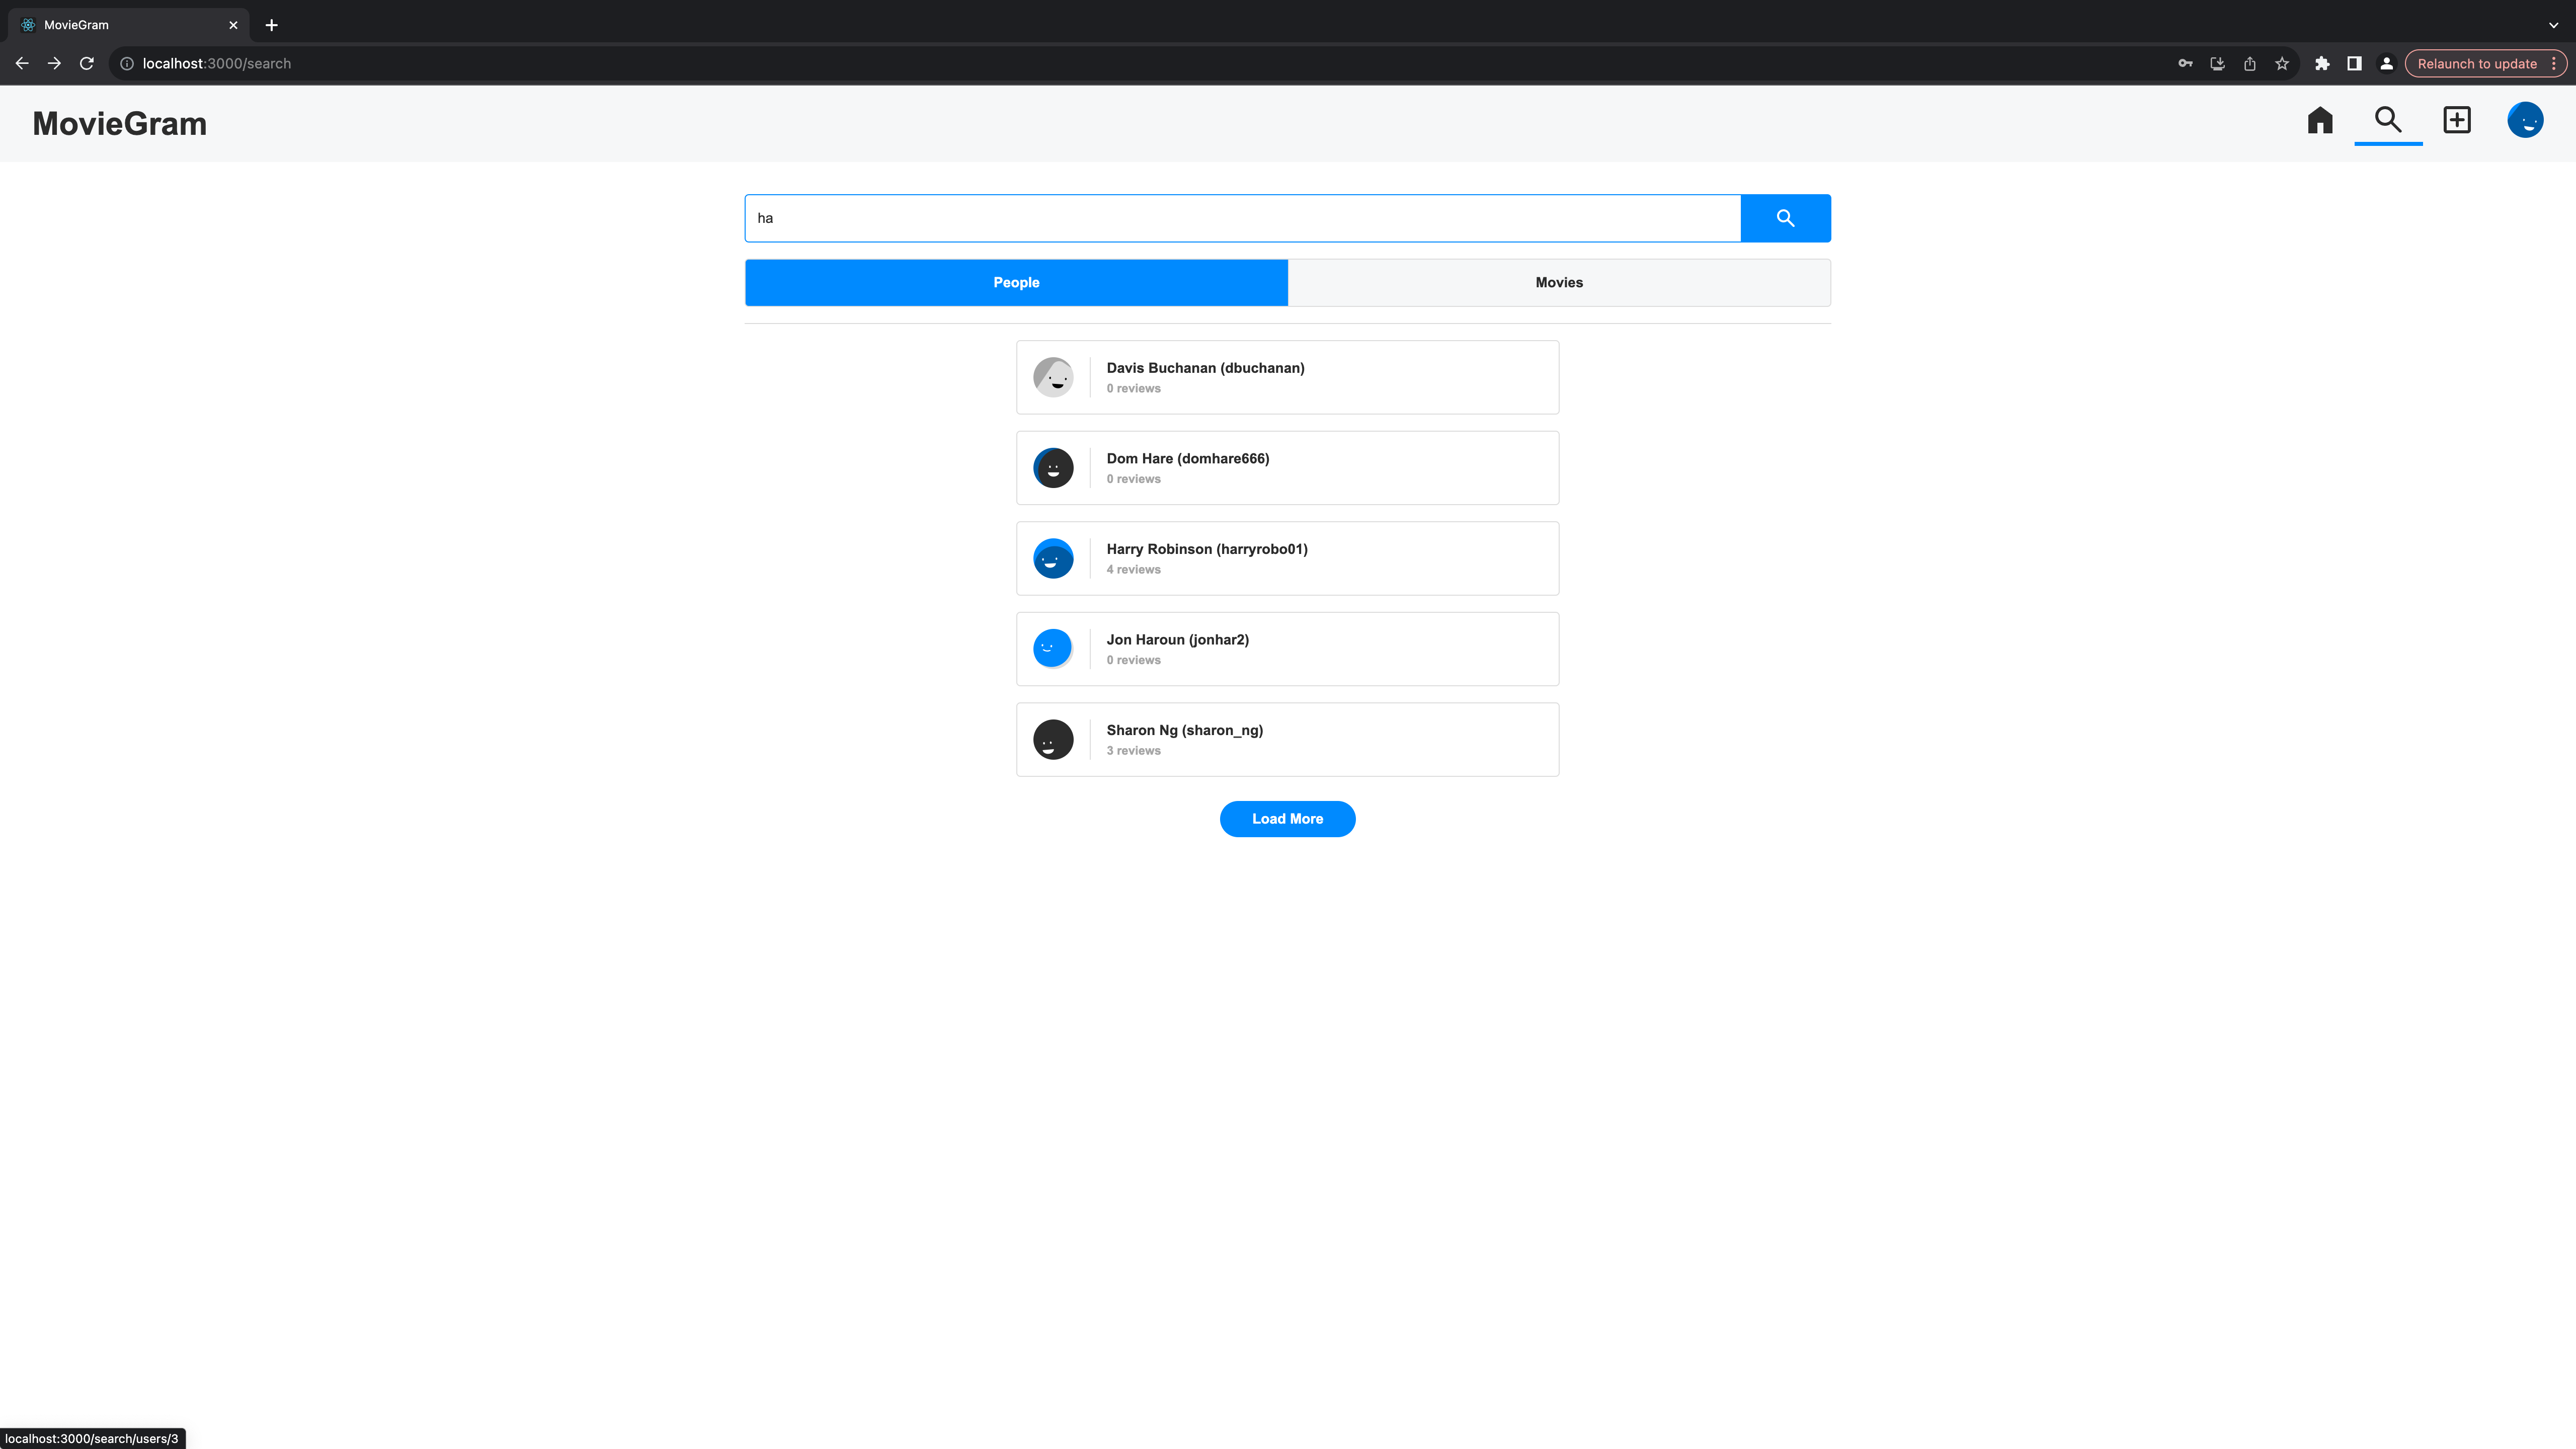 MovieGram
localhost:3000/search
Relaunch to update
MovieGram
ha
People
Movies
Davis Buchanan (dbuchanan)
0 reviews
Dom Hare (domhare666)
0 reviews
Harry Robinson (harryrobo01)
4 reviews
Jon Haroun (jonhar2)
0 reviews
Sharon Ng (sharon_ng)
3 reviews
Load More
localhost:3000/search/users/3